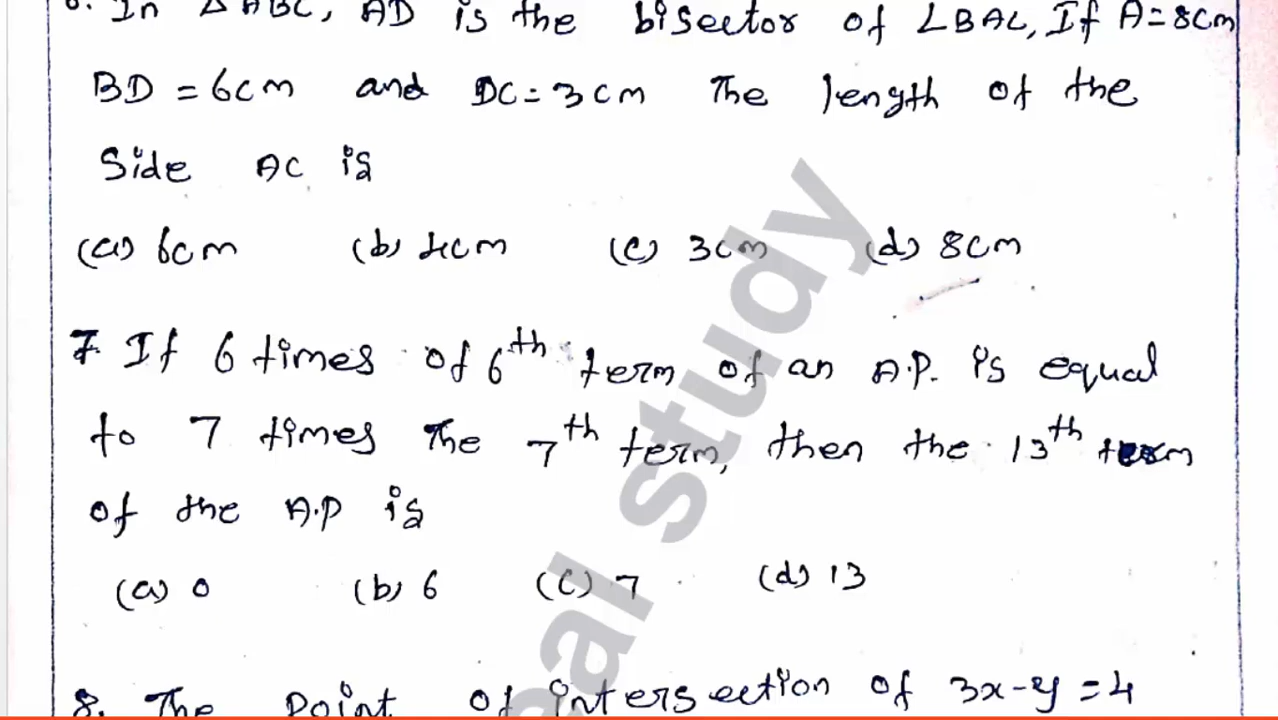 6. In △ABC, AD is the bisector of ∠BAC, If A=8cm
BD = 6cm and DC = 3cm The length of the
Side AC is
(a) 6cm (b) 4cm (c) 3cm (d) 8cm
7. If 6 times of 6th term of an A.P. is equal
to 7 times The 7th term, then the 13th term
of the A.P is
(a) 0 (b) 6 (c) 7 (d) 13
8. The point of intersection of 3x-y=4
al study